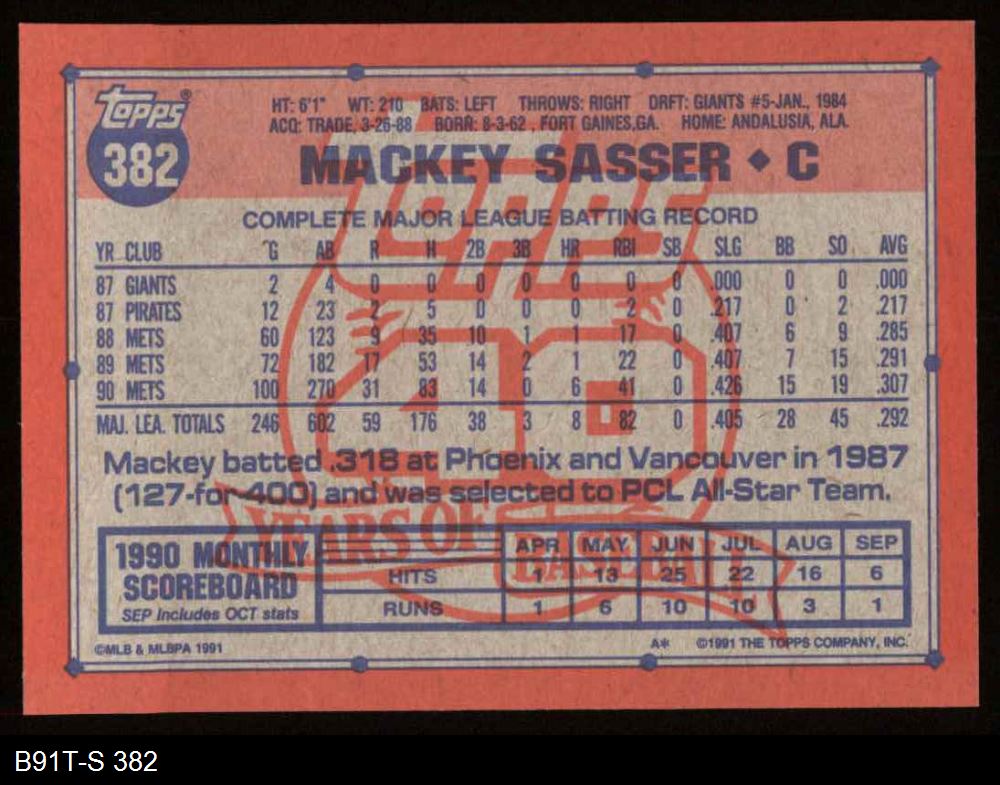 Topps®
382
HT: 6'1" WT: 210 BATS: LEFT THROWS: RIGHT DRFT: GIANTS #5-JAN., 1984
ACQ: TRADE, 3-26-88 BORN: 8-3-62, FORT GAINES, GA. HOME: ANDALUSIA, ALA.
MACKEY SASSER ◆ C
COMPLETE MAJOR LEAGUE BATTING RECORD
YR CLUB G AB R H 2B 3B HR RBI SB SLG BB SO AVG
87 GIANTS 2 4 0 0 0 0 0 0 0 .000 0 0 .000
87 PIRATES 12 23 2 5 0 0 0 2 0 .217 0 2 .217
88 METS 60 123 9 35 10 1 1 17 0 .407 6 9 .285
89 METS 72 182 17 53 14 2 1 22 0 .407 7 15 .291
90 METS 100 270 31 83 14 0 6 41 0 .426 15 19 .307
MAJ. LEA. TOTALS 246 602 59 176 38 3 8 82 0 .405 28 45 .292
Topps
40
YEARS OF BASEBALL
Mackey batted .318 at Phoenix and Vancouver in 1987
(127-for-400) and was selected to PCL All-Star Team.
1990 MONTHLY
SCOREBOARD
SEP Includes OCT stats
APR MAY JUN JUL AUG SEP
HITS 1 13 25 22 16 6
RUNS 1 6 10 10 3 1
©MLB & MLBPA 1991 A* ©1991 THE TOPPS COMPANY, INC.
B91T-S 382